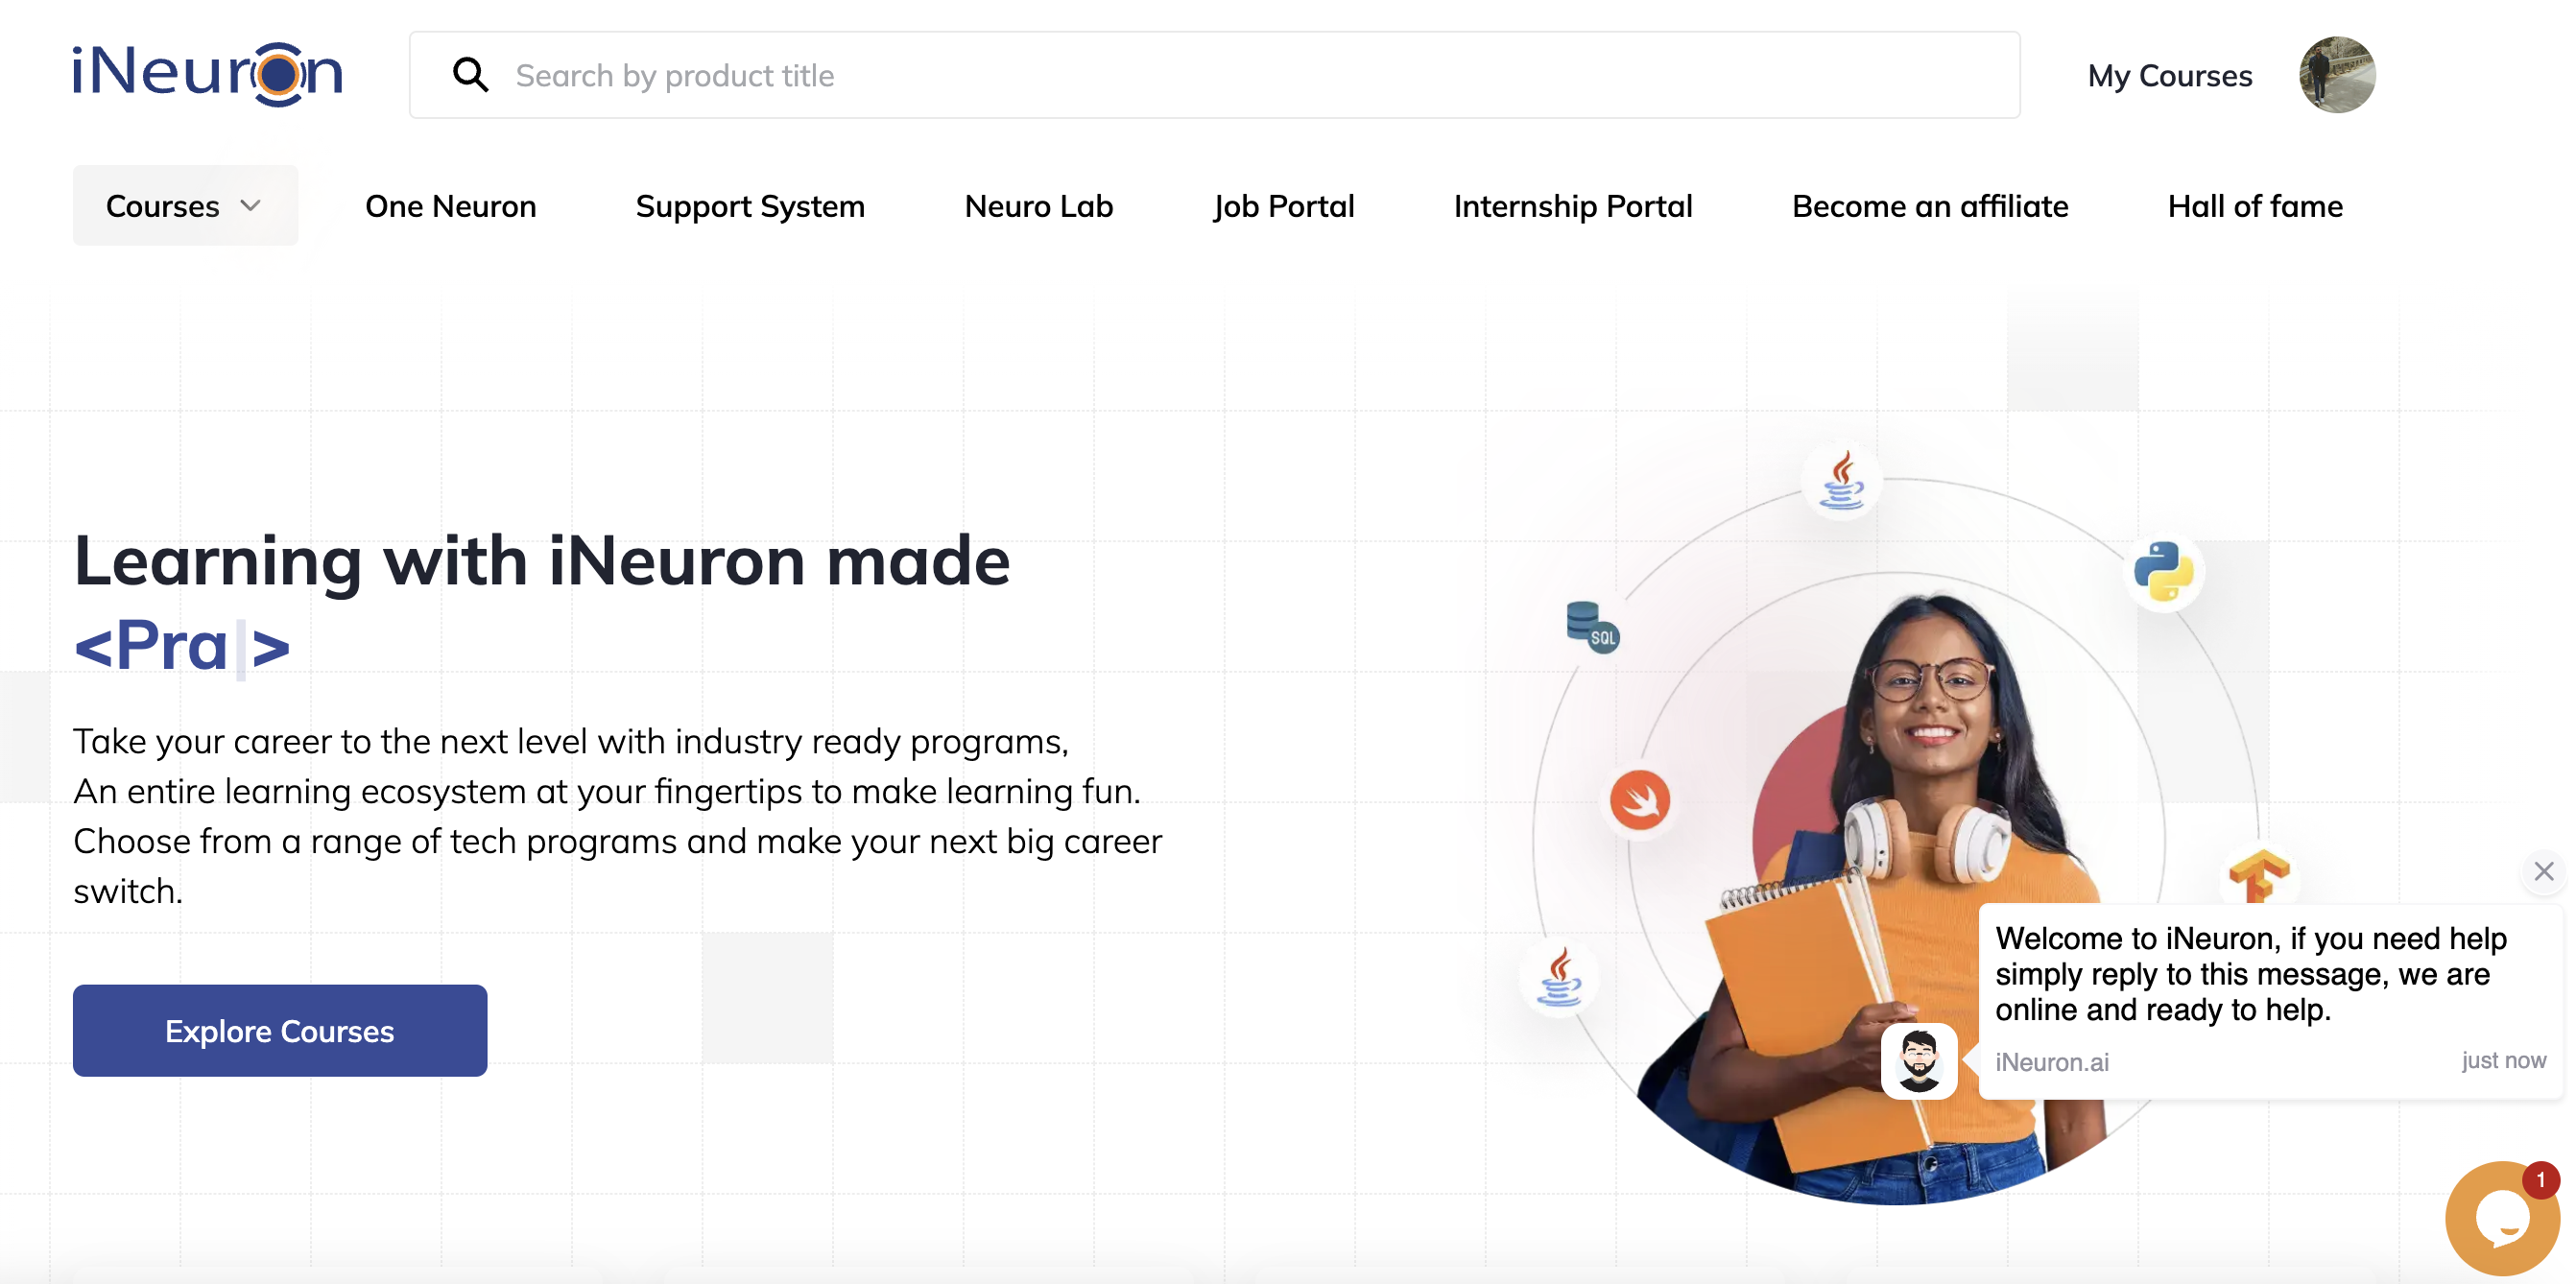 iNeuron
Search by product title
My Courses
Courses
One Neuron
Support System
Neuro Lab
Job Portal
Internship Portal
Become an affiliate
Hall of fame
Learning with iNeuron made
<Pra|>
Take your career to the next level with industry ready programs,
An entire learning ecosystem at your fingertips to make learning fun.
Choose from a range of tech programs and make your next big career
switch.
Explore Courses
SQL
Welcome to iNeuron, if you need help
simply reply to this message, we are
online and ready to help.
iNeuron.ai
just now
1